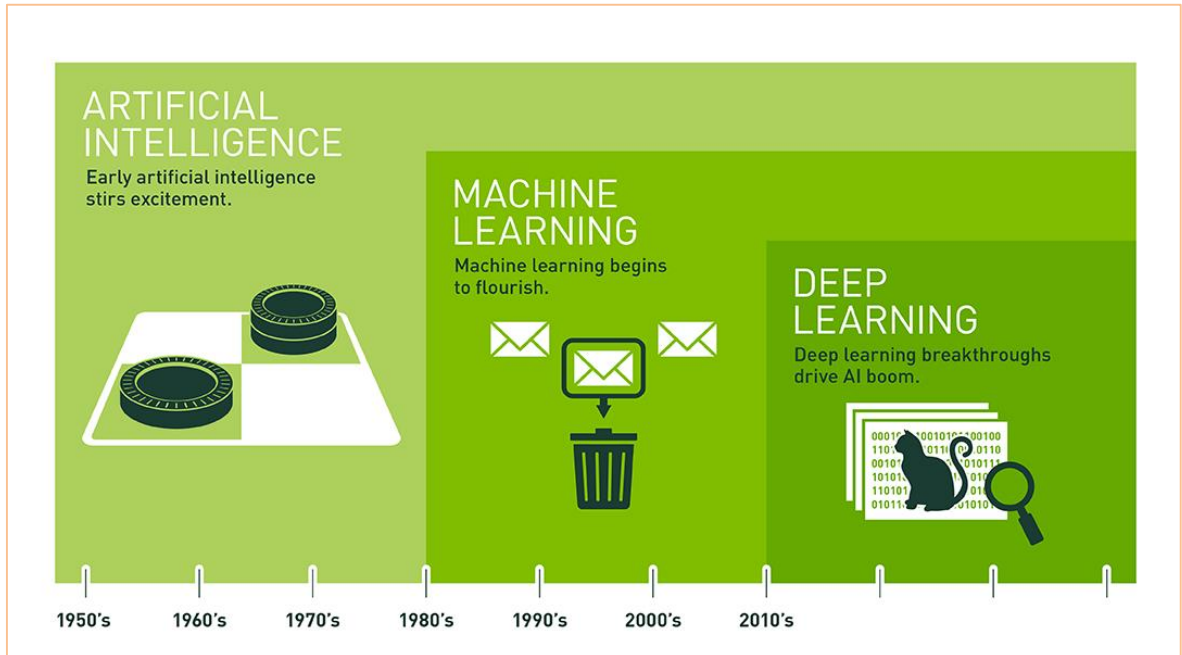 ARTIFICIAL
INTELLIGENCE
Early artificial intelligence
stirs excitement.
MACHINE
LEARNING
Machine learning begins
to flourish.
DEEP
LEARNING
Deep learning breakthroughs
drive AI boom.
1950's 1960's 1970's 1980's 1990's 2000's 2010's